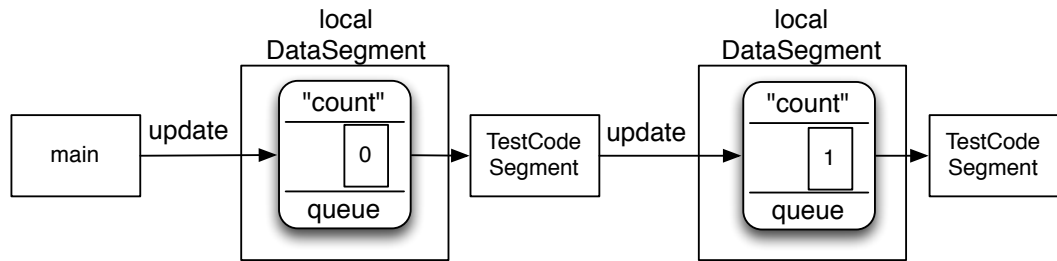 local
DataSegment
local
DataSegment
main
update
"count"
0
queue
TestCode
Segment
update
"count"
1
queue
TestCode
Segment